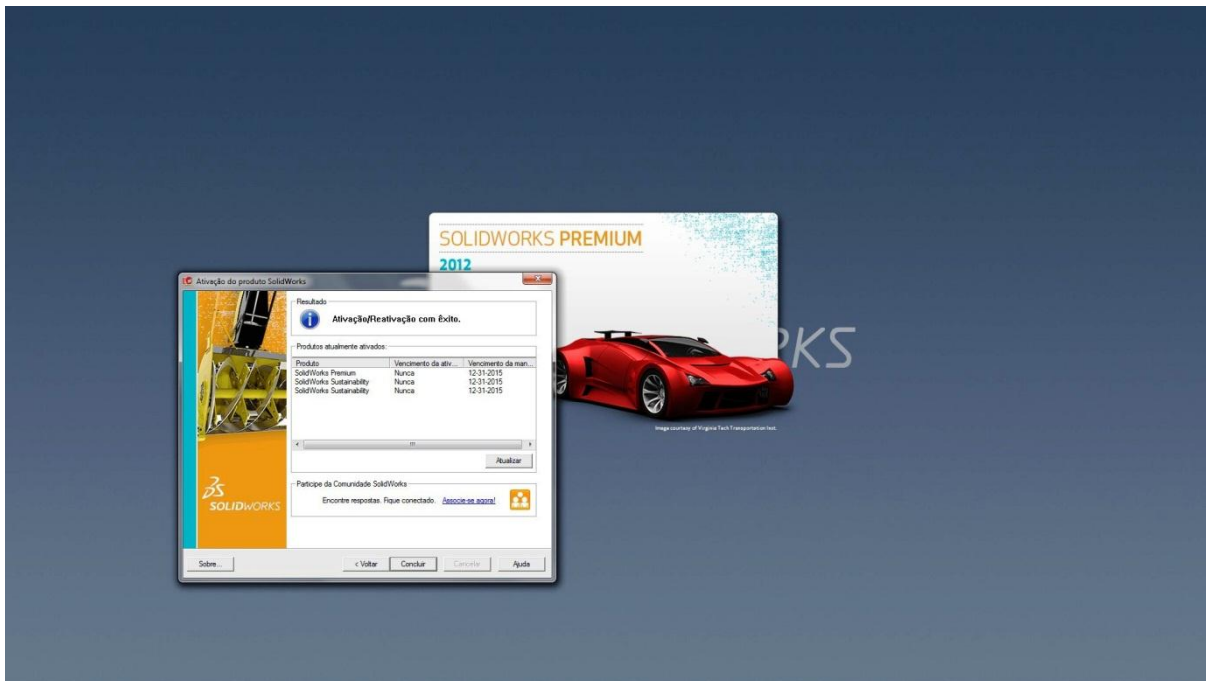 SOLIDWORKS PREMIUM
2012
RKS
Image courtesy of Virginia Tech Transportation Inst.
Ativação do produto SolidWorks
Resultado
Ativação/Reativação com êxito.
Produtos atualmente ativados:
Produto Vencimento da ativ... Vencimento da man...
SolidWorks Premium Nunca 12-31-2015
SolidWorks Sustainability Nunca 12-31-2015
SolidWorks Sustainability Nunca 12-31-2015
Atualizar
Participe da Comunidade SolidWorks
Encontre respostas. Fique conectado. Associe-se agora!
SOLIDWORKS
Sobre... < Voltar Concluir Cancelar Ajuda